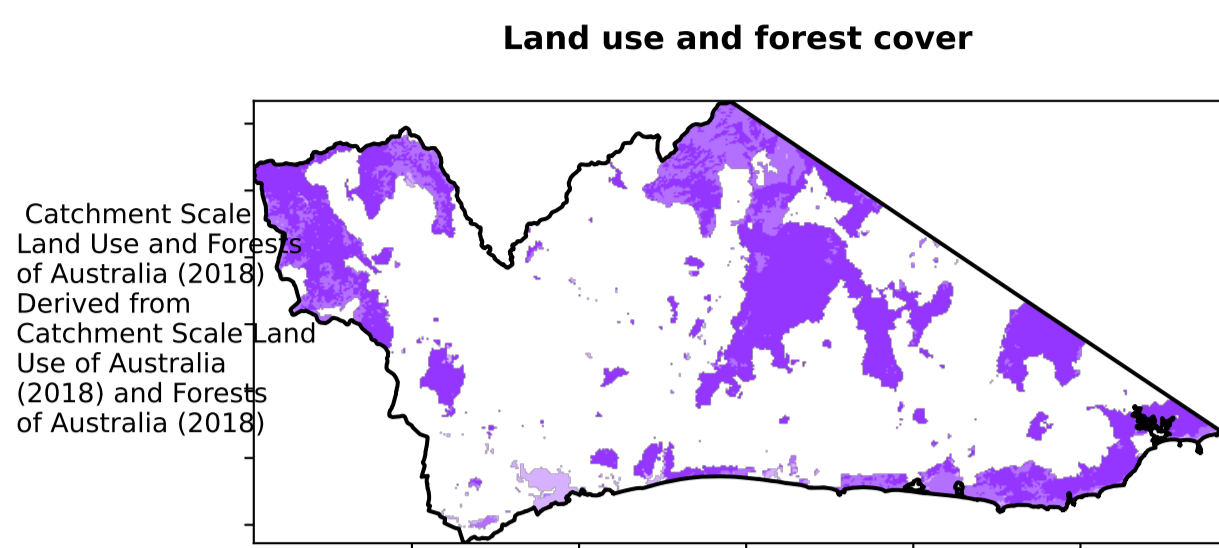 Land use and forest cover
Catchment Scale
Land Use and Forests
of Australia (2018)
Derived from
Catchment Scale Land
Use of Australia
(2018) and Forests
of Australia (2018)